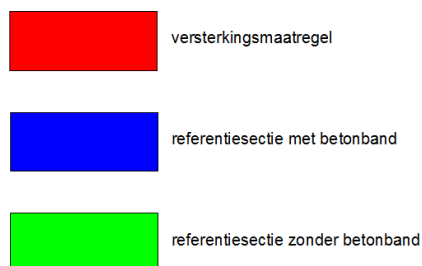 versterkingsmaatregel
referentiesectie met betonband
referentiesectie zonder betonband